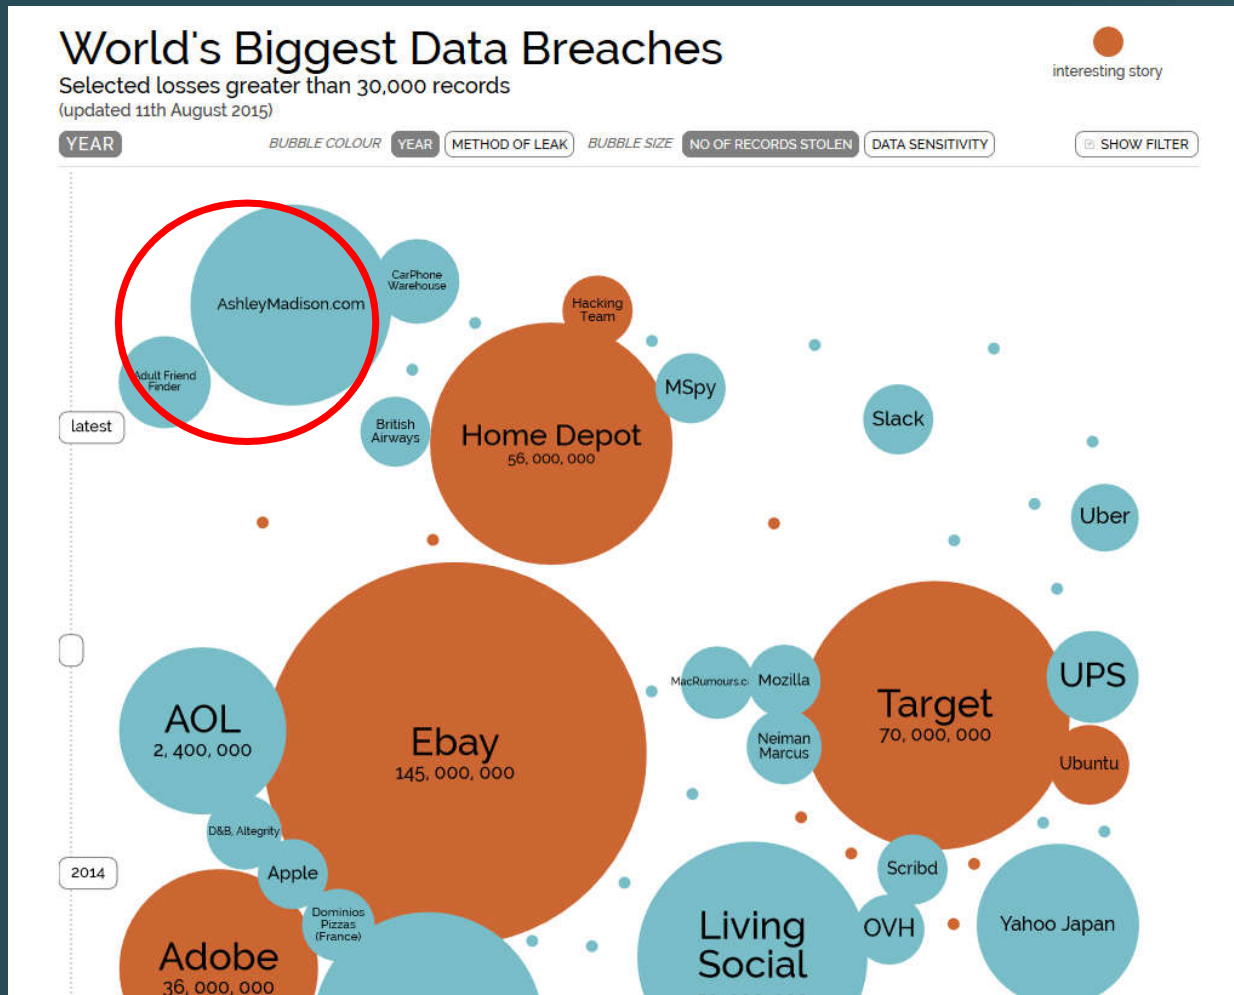 World's Biggest Data Breaches
Selected losses greater than 30,000 records
(updated 11th August 2015)
interesting story
YEAR
BUBBLE COLOUR YEAR METHOD OF LEAK BUBBLE SIZE NO OF RECORDS STOLEN DATA SENSITIVITY
SHOW FILTER
AshleyMadison.com
CarPhone
Warehouse
Hacking
Team
Adult Friend
Finder
MSpy
latest
British
Airways
Home Depot
56, 000, 000
Slack
Uber
AOL
2, 400, 000
Ebay
145, 000, 000
MacRumours.c
Mozilla
Neiman
Marcus
Target
70, 000, 000
UPS
Ubuntu
D&B, Altegrity
2014
Apple
Scribd
Dominios
Pizzas
(France)
Adobe
36, 000, 000
Living
Social
OVH
Yahoo Japan